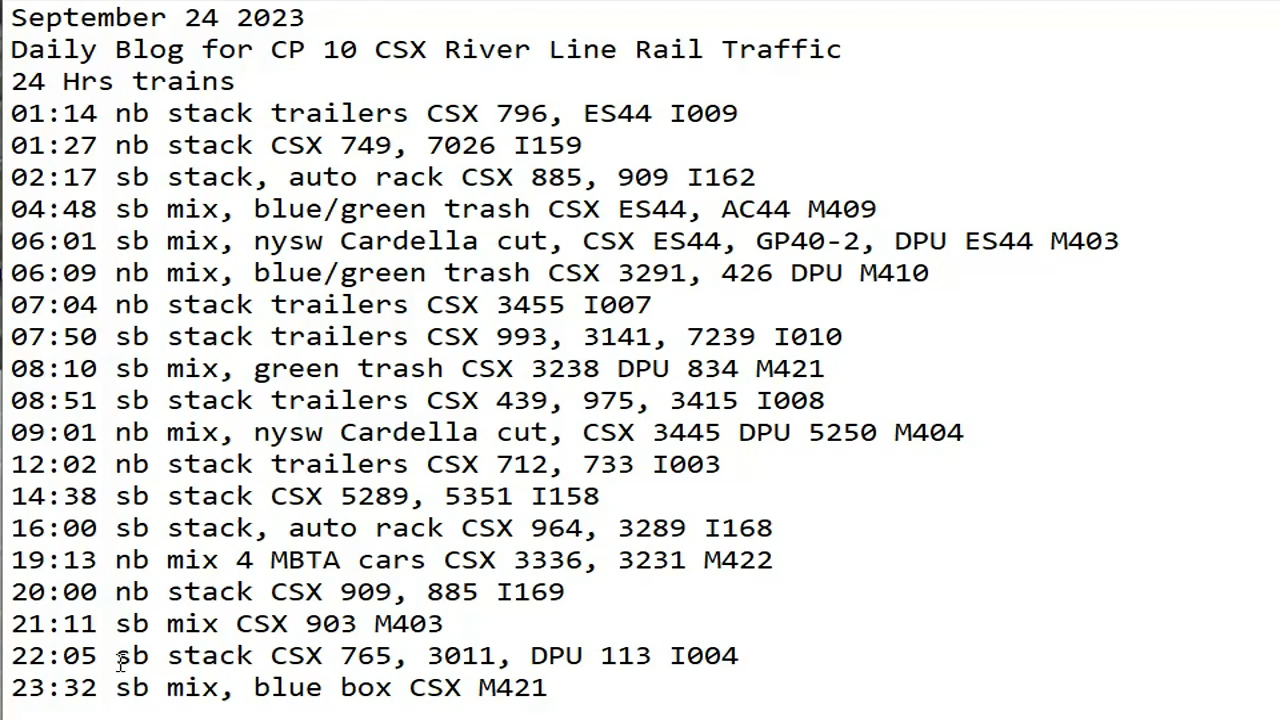 September 24 2023
Daily Blog for CP 10 CSX River Line Rail Traffic
24 Hrs trains
01:14 nb stack trailers CSX 796, ES44 I009
01:27 nb stack CSX 749, 7026 I159
02:17 sb stack, auto rack CSX 885, 909 I162
04:48 sb mix, blue/green trash CSX ES44, AC44 M409
06:01 sb mix, nysw Cardella cut, CSX ES44, GP40-2, DPU ES44 M403
06:09 nb mix, blue/green trash CSX 3291, 426 DPU M410
07:04 nb stack trailers CSX 3455 I007
07:50 sb stack trailers CSX 993, 3141, 7239 I010
08:10 sb mix, green trash CSX 3238 DPU 834 M421
08:51 sb stack trailers CSX 439, 975, 3415 I008
09:01 nb mix, nysw Cardella cut, CSX 3445 DPU 5250 M404
12:02 nb stack trailers CSX 712, 733 I003
14:38 sb stack CSX 5289, 5351 I158
16:00 sb stack, auto rack CSX 964, 3289 I168
19:13 nb mix 4 MBTA cars CSX 3336, 3231 M422
20:00 nb stack CSX 909, 885 I169
21:11 sb mix CSX 903 M403
22:05 sb stack CSX 765, 3011, DPU 113 I004
23:32 sb mix, blue box CSX M421